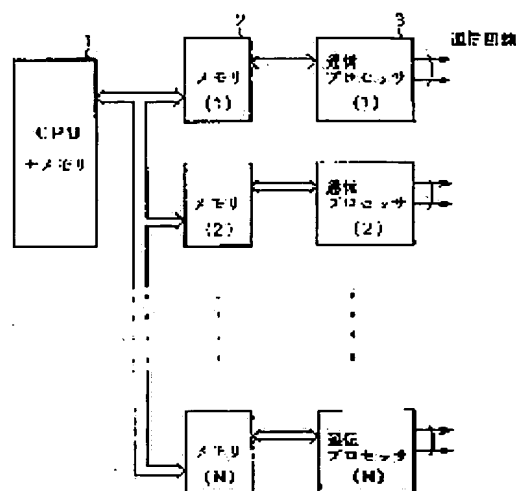 1
2
3
通信回線
CPU
+メモリ
メモリ
(1)
通信
プロセッサ
(1)
メモリ
(2)
通信
プロセッサ
(2)
メモリ
(N)
通信
プロセッサ
(N)